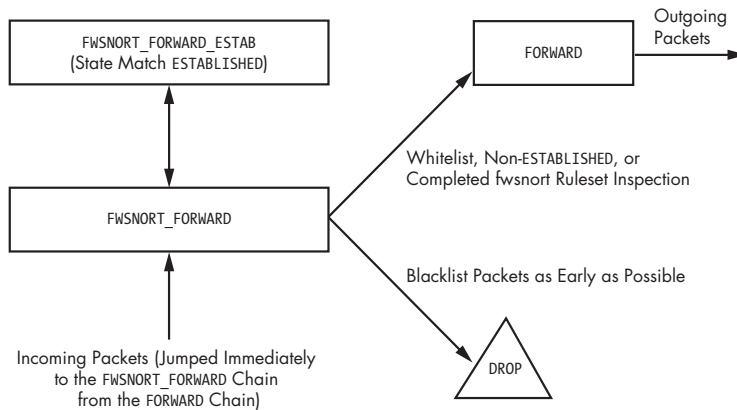 FWSNORT_FORWARD_ESTAB
(State Match ESTABLISHED)
FORWARD
Outgoing
Packets
Whitelist, Non-ESTABLISHED, or
Completed fwsnort Ruleset Inspection
FWSNORT_FORWARD
Blacklist Packets as Early as Possible
Incoming Packets (Jumped Immediately
to the FWSNORT_FORWARD Chain
from the FORWARD Chain)
DROP